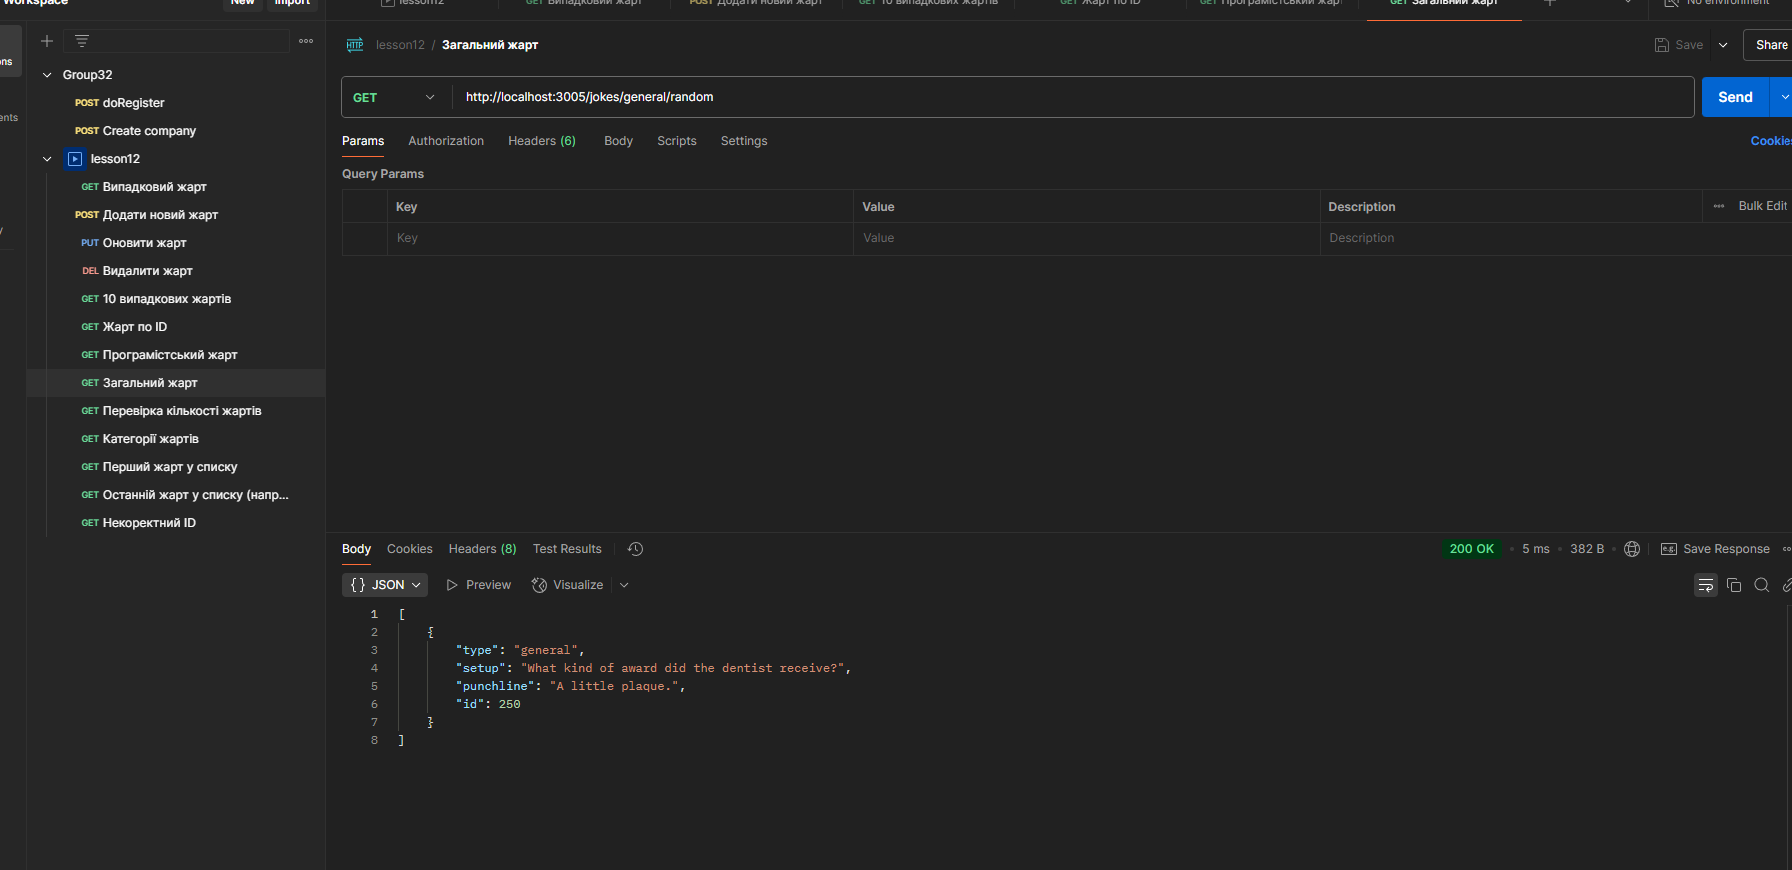 Workspace
New
Import
lesson12
GET Випадковий жарт
POST Додати новий жарт
GET 10 випадкових жартів
GET Жарт по ID
GET Програмістський жарт
GET Загальний жарт
No environment
ons
ents
y
Group32
POST doRegister
POST Create company
lesson12
GET Випадковий жарт
POST Додати новий жарт
PUT Оновити жарт
DEL Видалити жарт
GET 10 випадкових жартів
GET Жарт по ID
GET Програмістський жарт
GET Загальний жарт
GET Перевірка кількості жартів
GET Категорії жартів
GET Перший жарт у списку
GET Останній жарт у списку (напр...
GET Некоректний ID
HTTP lesson12 / Загальний жарт
Save
Share
GET http://localhost:3005/jokes/general/random
Send
Params Authorization Headers (6) Body Scripts Settings
Cookies
Query Params
Key Value Description Bulk Edit
Key Value Description
Body Cookies Headers (8) Test Results
200 OK • 5 ms • 382 B • Save Response
{} JSON Preview Visualize
1 [
2 {
3 "type": "general",
4 "setup": "What kind of award did the dentist receive?",
5 "punchline": "A little plaque.",
6 "id": 250
7 }
8 ]